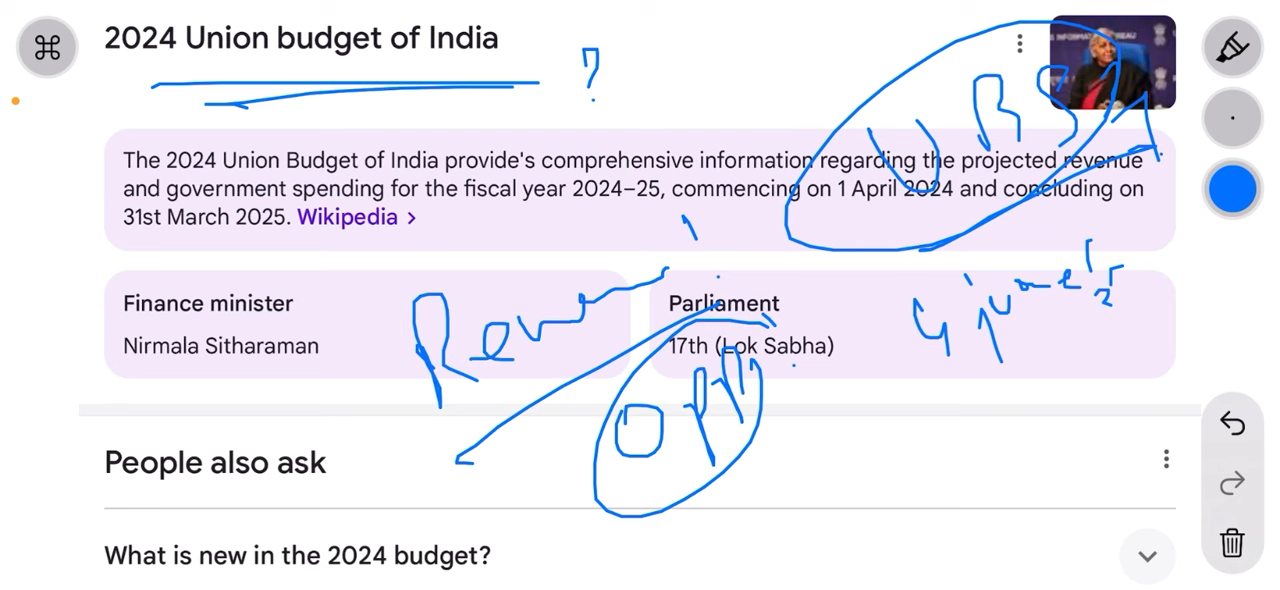 2024 Union budget of India
?
The 2024 Union Budget of India provide's comprehensive information regarding the projected revenue
and government spending for the fiscal year 2024–25, commencing on 1 April 2024 and concluding on
31st March 2025. Wikipedia >
Finance minister
Nirmala Sitharaman
Parliament
17th (Lok Sabha)
4 june
People also ask
What is new in the 2024 budget?